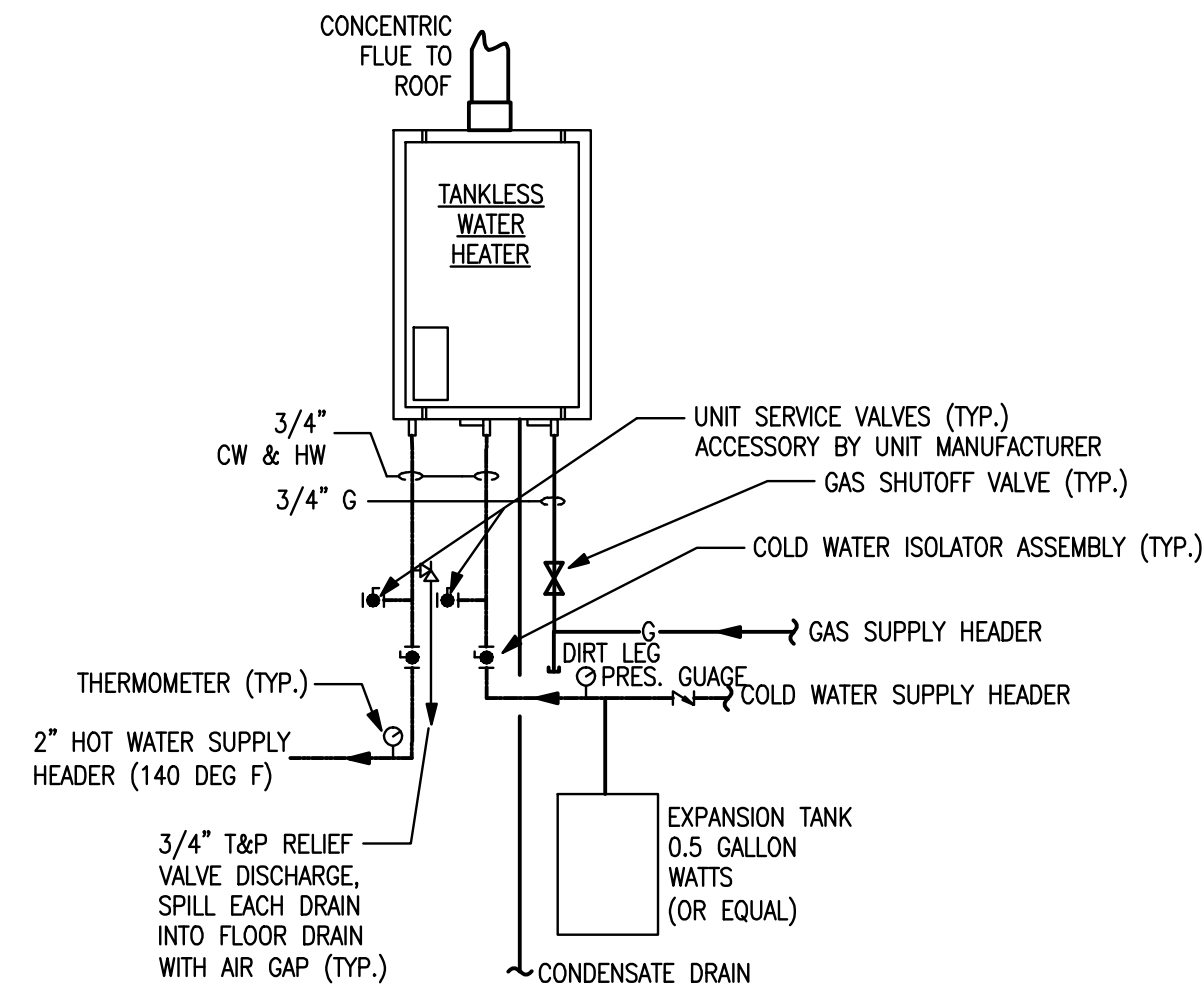 CONCENTRIC
FLUE TO
ROOF
TANKLESS
WATER
HEATER
3/4"
CW & HW
3/4" G
UNIT SERVICE VALVES (TYP.)
ACCESSORY BY UNIT MANUFACTURER
GAS SHUTOFF VALVE (TYP.)
COLD WATER ISOLATOR ASSEMBLY (TYP.)
G
GAS SUPPLY HEADER
DIRT LEG
PRES. GUAGE
COLD WATER SUPPLY HEADER
THERMOMETER (TYP.)
2" HOT WATER SUPPLY
HEADER (140 DEG F)
3/4" T&P RELIEF
VALVE DISCHARGE,
SPILL EACH DRAIN
INTO FLOOR DRAIN
WITH AIR GAP (TYP.)
EXPANSION TANK
0.5 GALLON
WATTS
(OR EQUAL)
CONDENSATE DRAIN